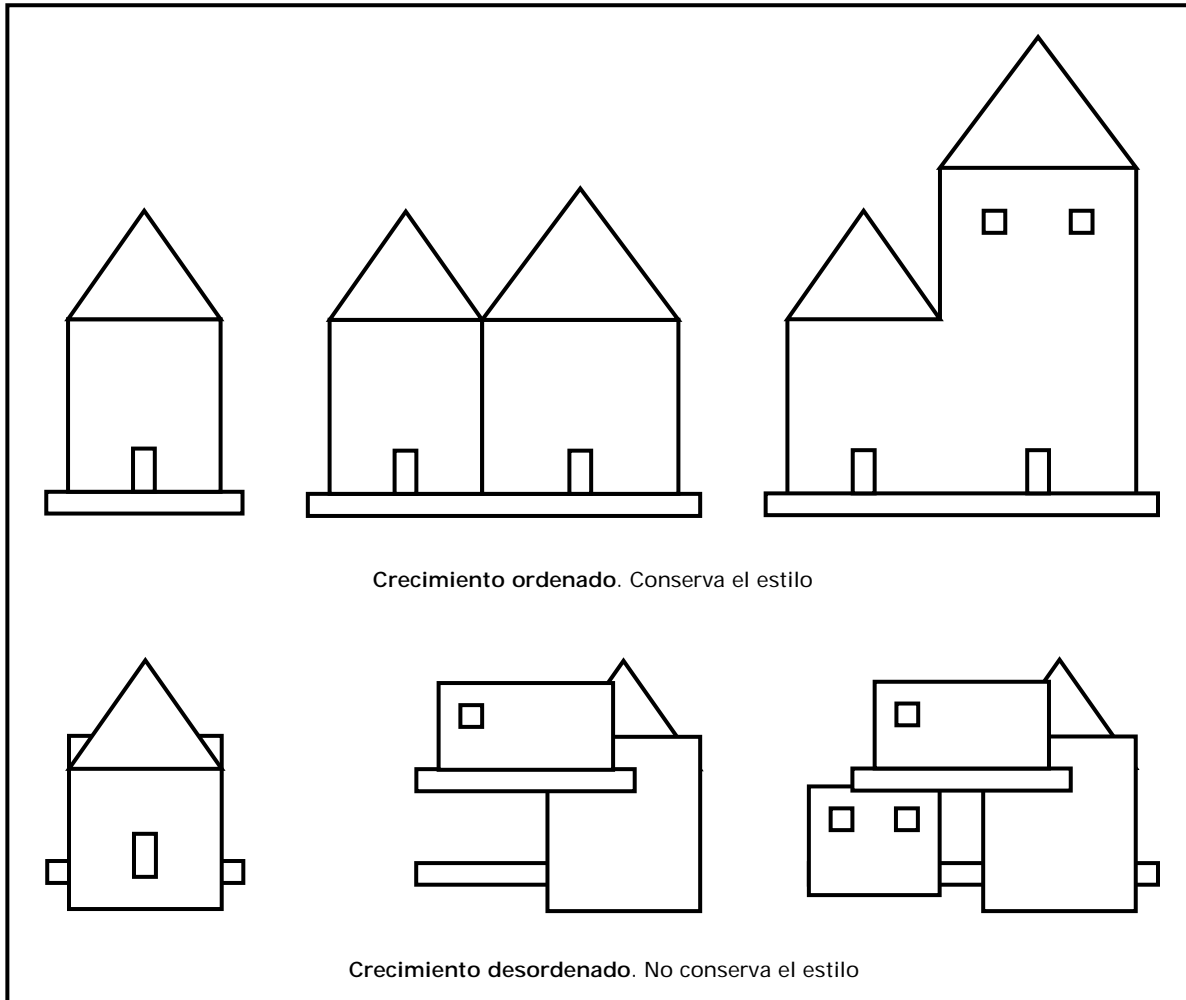 Crecimiento ordenado. Conserva el estilo
Crecimiento desordenado. No conserva el estilo